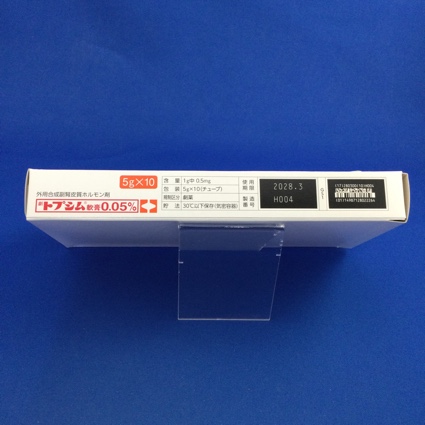 5g×10
外用合成副腎皮質ホルモン剤
トプシム軟膏0.05%
含　量 1g中 0.5mg
包　装 5g×10(チューブ)
規制区分 劇薬
貯　法 30℃以下保存(気密容器)
使用期限 2028.3
製造番号 H004